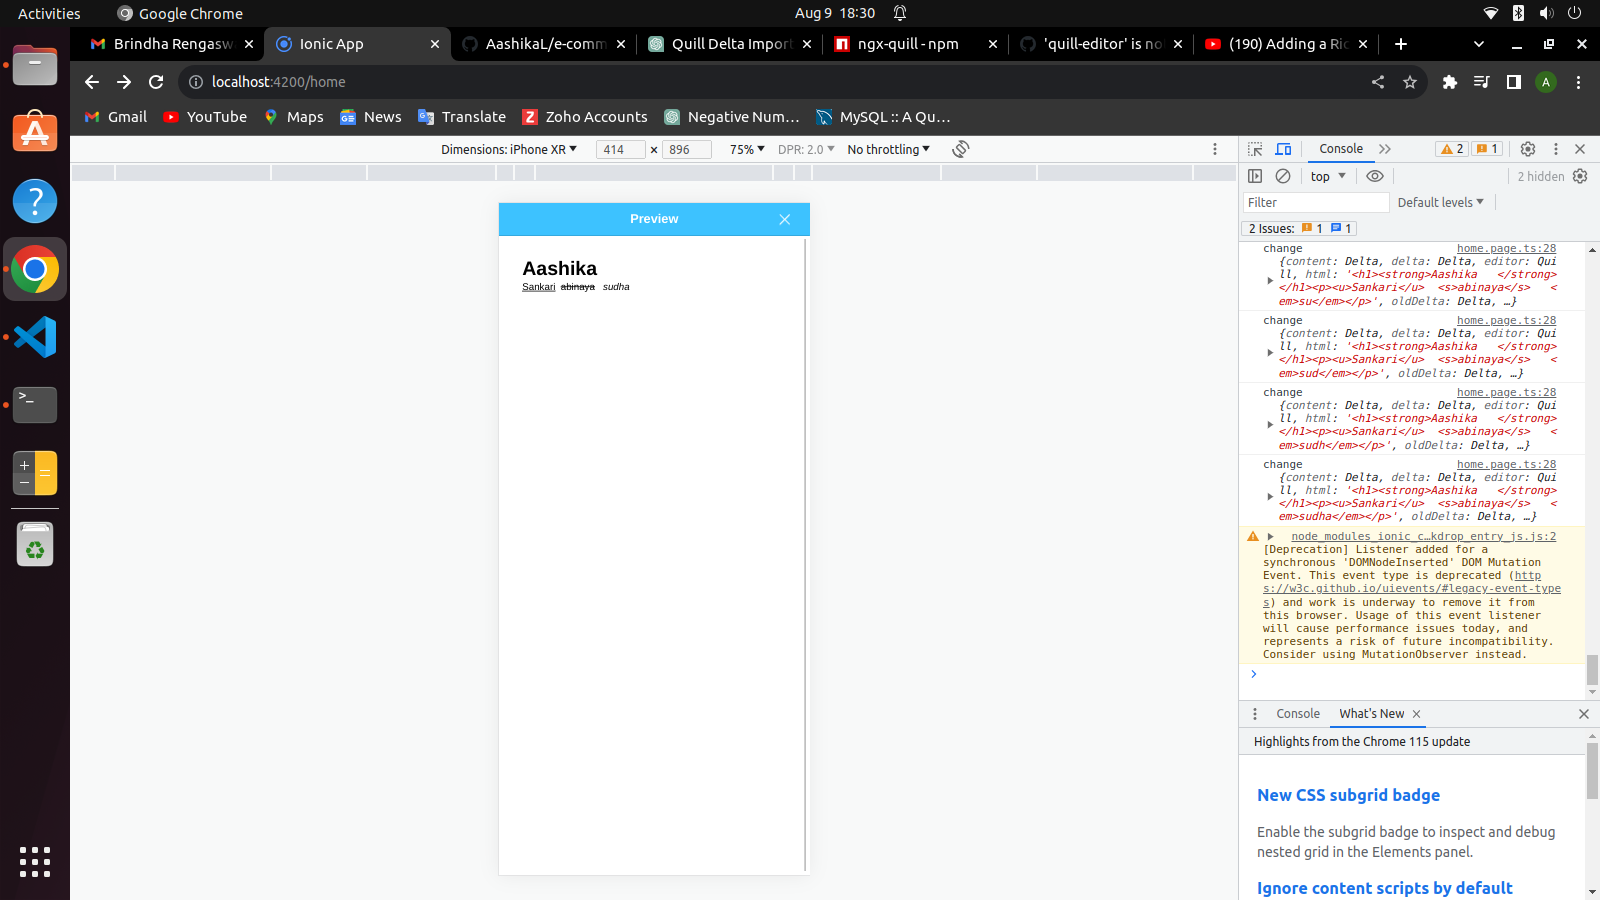 Activities
Google Chrome
Aug 9 18:30
Brindha Rengasw
Ionic App
AashikaL/e-comm
Quill Delta Import
ngx-quill - npm
'quill-editor' is no
(190) Adding a Ric
localhost:4200/home
A
Gmail
YouTube
Maps
News
Translate
Zoho Accounts
Negative Num…
MySQL :: A Qu…
Dimensions: iPhone XR
414 × 896
75%
DPR: 2.0
No throttling
Console
2
1
top
2 hidden
Filter
Default levels
2 Issues: 1 1
Preview
Aashika
Sankari abinaya sudha
change home.page.ts:28
{content: Delta, delta: Delta, editor: Qui
ll, html: '<h1><strong>Aashika </strong>
</h1><p><u>Sankari</u> <s>abinaya</s> <
em>su</em></p>', oldDelta: Delta, …}
change home.page.ts:28
{content: Delta, delta: Delta, editor: Qui
ll, html: '<h1><strong>Aashika </strong>
</h1><p><u>Sankari</u> <s>abinaya</s> <
em>sud</em></p>', oldDelta: Delta, …}
change home.page.ts:28
{content: Delta, delta: Delta, editor: Qui
ll, html: '<h1><strong>Aashika </strong>
</h1><p><u>Sankari</u> <s>abinaya</s> <
em>sudh</em></p>', oldDelta: Delta, …}
change home.page.ts:28
{content: Delta, delta: Delta, editor: Qui
ll, html: '<h1><strong>Aashika </strong>
</h1><p><u>Sankari</u> <s>abinaya</s> <
em>sudha</em></p>', oldDelta: Delta, …}
node_modules_ionic_c…kdrop_entry_js.js:2
[Deprecation] Listener added for a
synchronous 'DOMNodeInserted' DOM Mutation
Event. This event type is deprecated (http
s://w3c.github.io/uievents/#legacy-event-type
s) and work is underway to remove it from
this browser. Usage of this event listener
will cause performance issues today, and
represents a risk of future incompatibility.
Consider using MutationObserver instead.
Console
What's New
Highlights from the Chrome 115 update
New CSS subgrid badge
Enable the subgrid badge to inspect and debug
nested grid in the Elements panel.
Ignore content scripts by default